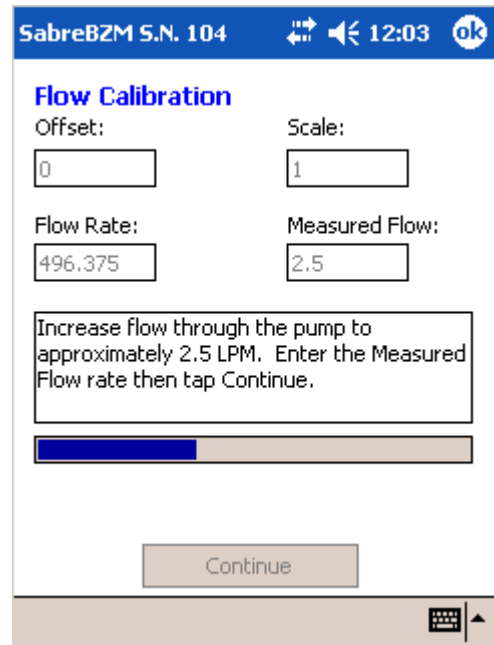 SabreBZM S.N. 104 12:03 ok
Flow Calibration
Offset: Scale:
0 1
Flow Rate: Measured Flow:
496.375 2.5
Increase flow through the pump to
approximately 2.5 LPM. Enter the Measured
Flow rate then tap Continue.
Continue